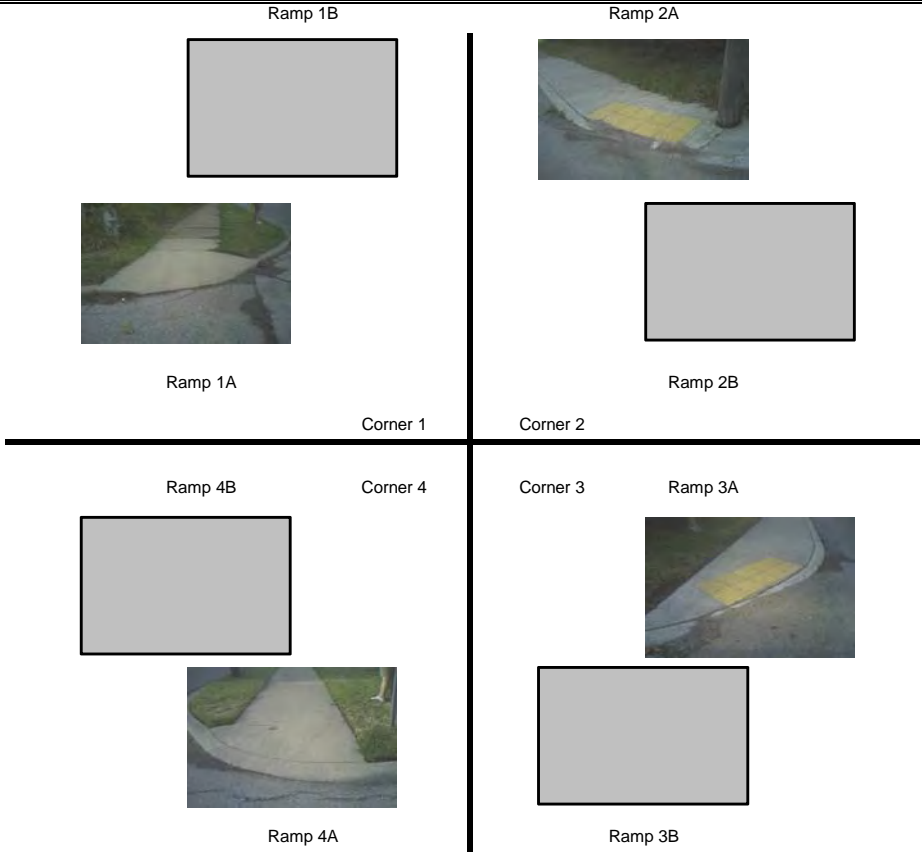 Ramp 1B
Ramp 2A
Ramp 1A
Ramp 2B
Corner 1
Corner 2
Ramp 4B
Corner 4
Corner 3
Ramp 3A
Ramp 4A
Ramp 3B